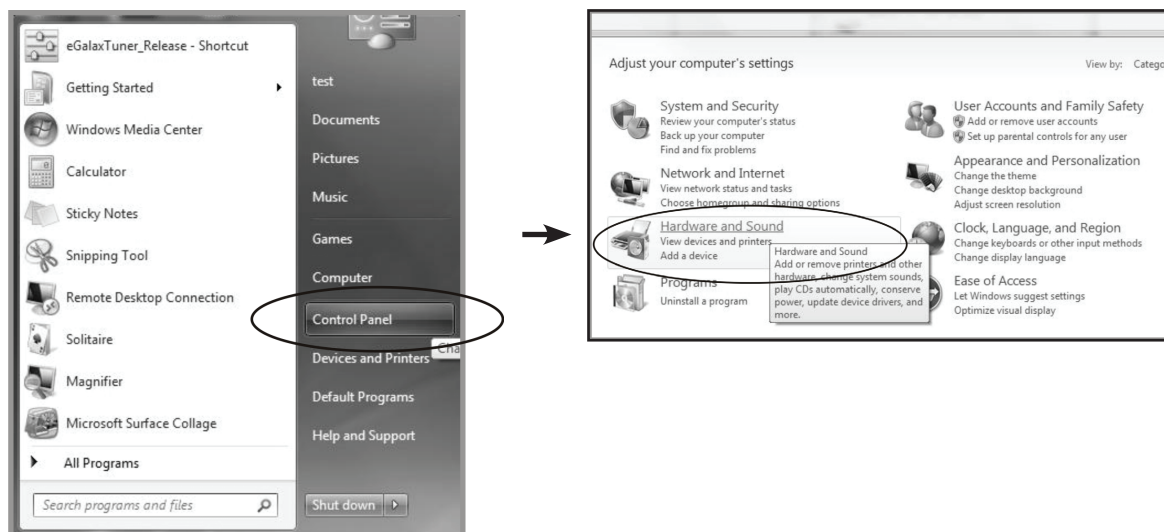 eGalaxTuner_Release - Shortcut
Getting Started
Windows Media Center
Calculator
Sticky Notes
Snipping Tool
Remote Desktop Connection
Solitaire
Magnifier
Microsoft Surface Collage
All Programs
Search programs and files
test
Documents
Pictures
Music
Games
Computer
Control Panel
Devices and Printers
Default Programs
Help and Support
Shut down
Adjust your computer's settings
View by:
System and Security
Review your computer's status
Back up your computer
Find and fix problems
Network and Internet
View network status and tasks
Choose homegroup and sharing options
Hardware and Sound
View devices and printers
Add a device
Programs
Uninstall a program
Hardware and Sound
Add or remove printers and other
hardware, change system sounds,
play CDs automatically, conserve
power, update device drivers, and
more.
User Accounts and Family Safety
Add or remove user accounts
Set up parental controls for any user
Appearance and Personalization
Change the theme
Change desktop background
Adjust screen resolution
Clock, Language, and Region
Change keyboards or other input methods
Change display language
Ease of Access
Let Windows suggest settings
Optimize visual display